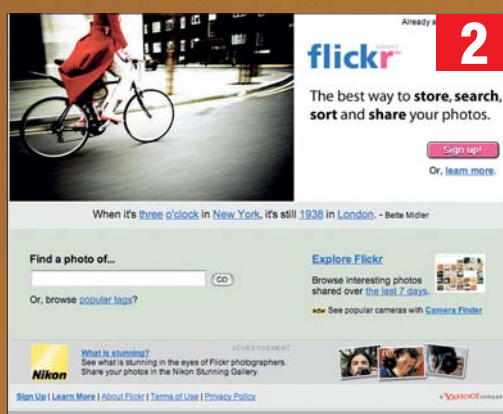 Already a
2
flickr
The best way to store, search,
sort and share your photos.
Sign up!
Or, learn more.
When it's three o'clock in New York, it's still 1938 in London. - Bette Midler
Find a photo of...
GO
Or, browse popular tags?
Explore Flickr
Browse interesting photos
shared over the last 7 days.
NEW See popular cameras with Camera Finder
ADVERTISEMENT
Nikon
What is stunning?
See what is stunning in the eyes of Flickr photographers.
Share your photos in the Nikon Stunning Gallery.
Sign Up | Learn More | About Flickr | Terms of Use | Privacy Policy
a YAHOO! company